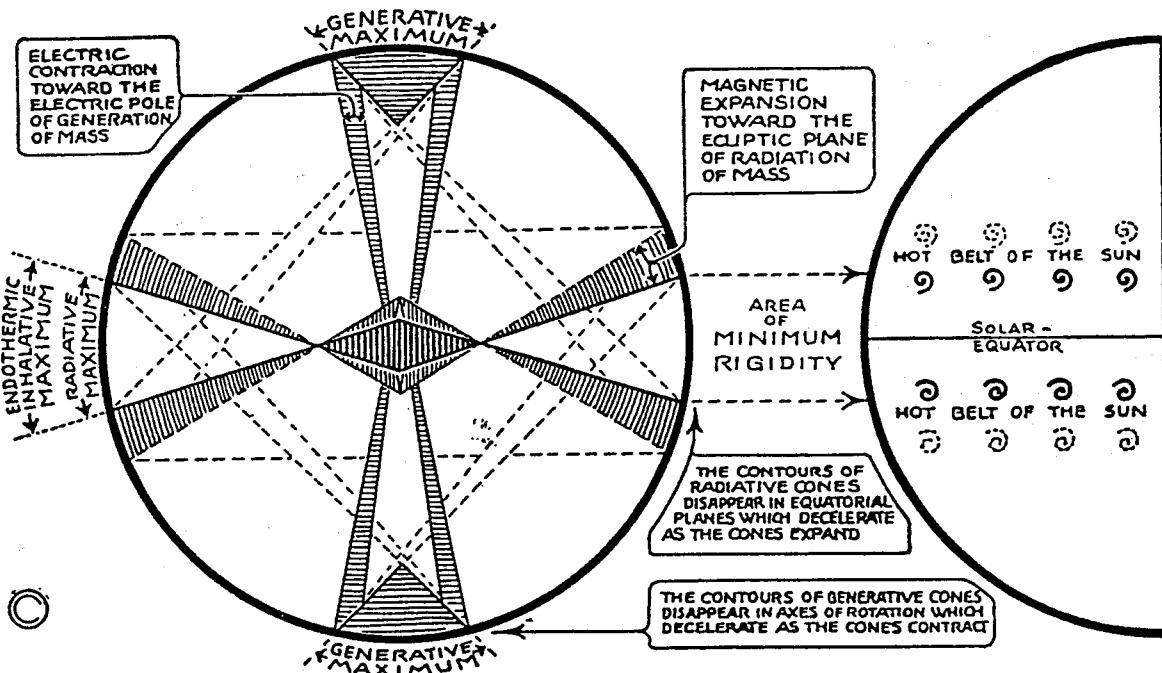 GENERATIVE
MAXIMUM
ELECTRIC
CONTRACTION
TOWARD THE
ELECTRIC POLE
OF GENERATION
OF MASS
MAGNETIC
EXPANSION
TOWARD THE
ECLIPTIC PLANE
OF RADIATION
OF MASS
ENDOTHERMIC
INHALATIVE
MAXIMUM
RADIATIVE
MAXIMUM
AREA
OF
MINIMUM
RIGIDITY
HOT BELT OF THE SUN
SOLAR-
EQUATOR
HOT BELT OF THE SUN
THE CONTOURS OF
RADIATIVE CONES
DISAPPEAR IN EQUATORIAL
PLANES WHICH DECELERATE
AS THE CONES EXPAND
THE CONTOURS OF GENERATIVE CONES
DISAPPEAR IN AXES OF ROTATION WHICH
DECELERATE AS THE CONES CONTRACT
GENERATIVE
MAXIMUM
©